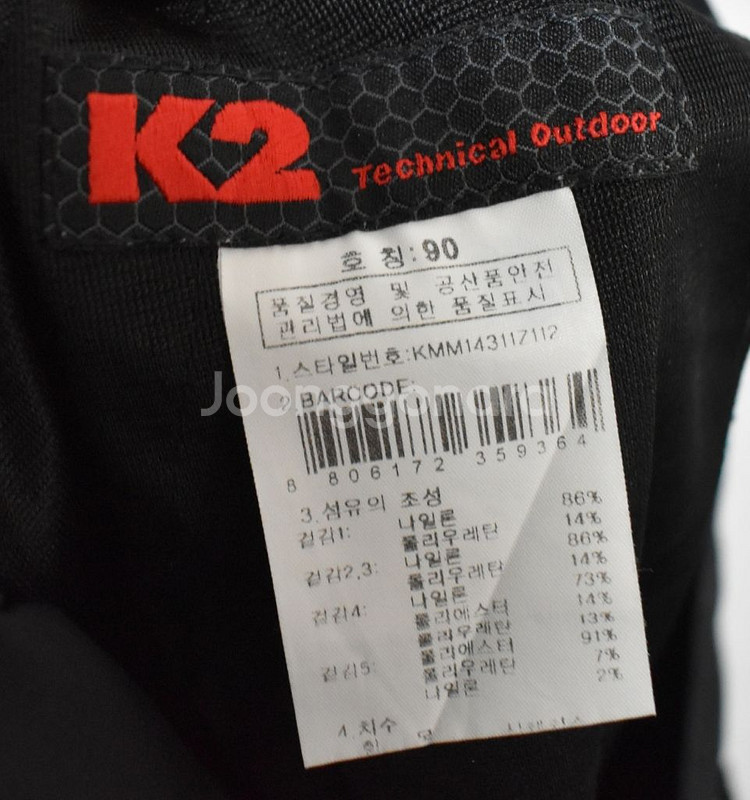 K2 Technical Outdoor
호 칭:90
품질경영 및 공산품안전
관리법에 의한 품질표시
1.스타일번호:KMM143117112
2.BARCODE:
Joonggonara
8 806172 359364
3.섬유의 조성
겉감1: 나일론 86%
폴리우레탄 14%
겉감2,3: 나일론 86%
폴리우레탄 14%
겉감4: 나일론 73%
폴리에스터 14%
폴리우레탄 13%
겉감5: 폴리에스터 91%
폴리우레탄 7%
나일론 2%
4.치수